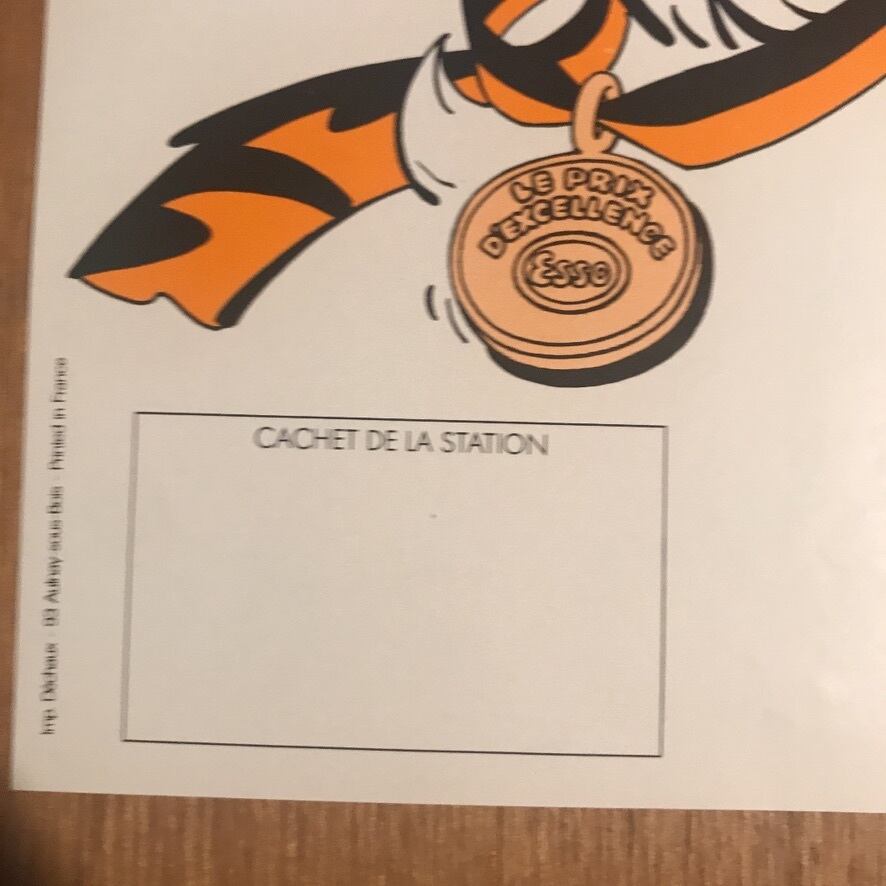 LE PRIX
D'EXCELLENCE
Esso
CACHET DE LA STATION
Imp. Déchaux - 93 Aulnay-sous-Bois - Printed in France